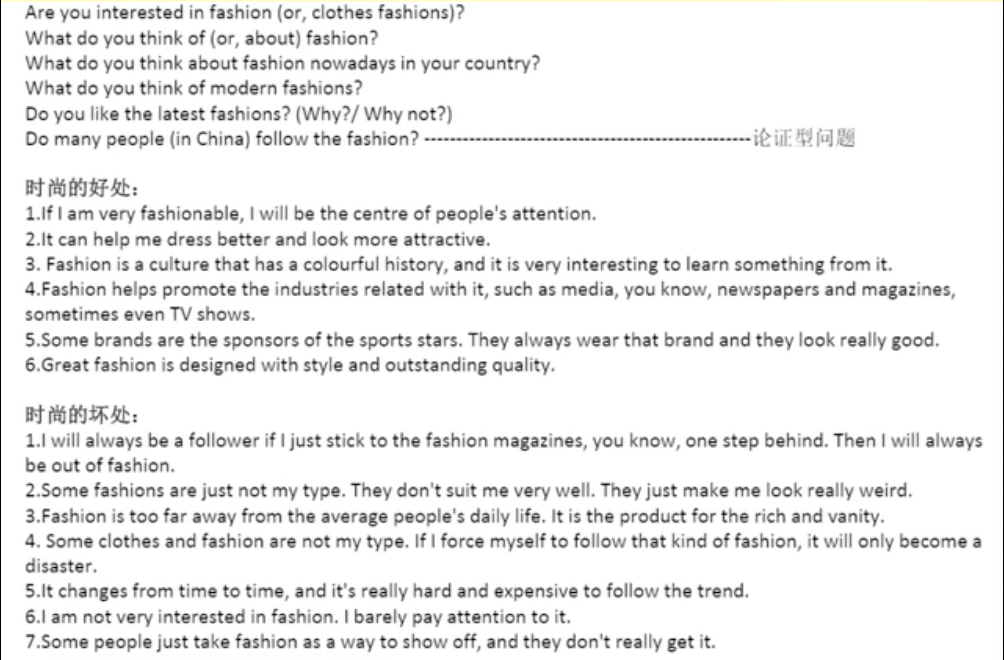 Are you interested in fashion (or, clothes fashions)?
What do you think of (or, about) fashion?
What do you think about fashion nowadays in your country?
What do you think of modern fashions?
Do you like the latest fashions? (Why?/ Why not?)
Do many people (in China) follow the fashion? --------------------------------------------------论证型问题
时尚的好处：
1.If I am very fashionable, I will be the centre of people's attention.
2.It can help me dress better and look more attractive.
3. Fashion is a culture that has a colourful history, and it is very interesting to learn something from it.
4.Fashion helps promote the industries related with it, such as media, you know, newspapers and magazines,
sometimes even TV shows.
5.Some brands are the sponsors of the sports stars. They always wear that brand and they look really good.
6.Great fashion is designed with style and outstanding quality.
时尚的坏处：
1.I will always be a follower if I just stick to the fashion magazines, you know, one step behind. Then I will always
be out of fashion.
2.Some fashions are just not my type. They don't suit me very well. They just make me look really weird.
3.Fashion is too far away from the average people's daily life. It is the product for the rich and vanity.
4. Some clothes and fashion are not my type. If I force myself to follow that kind of fashion, it will only become a
disaster.
5.It changes from time to time, and it's really hard and expensive to follow the trend.
6.I am not very interested in fashion. I barely pay attention to it.
7.Some people just take fashion as a way to show off, and they don't really get it.